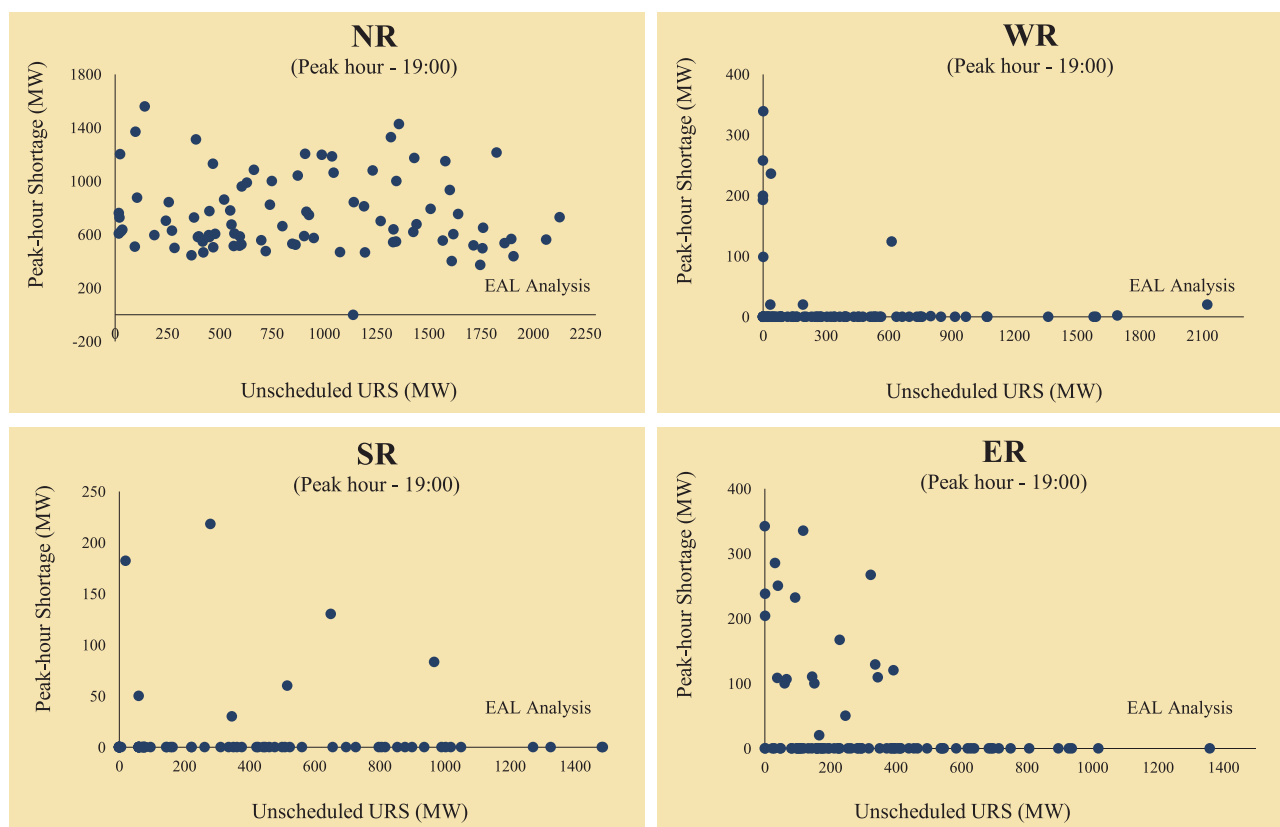 NR
(Peak hour - 19:00)
Peak-hour Shortage (MW)
1800
1400
1000
600
200
-200
0 250 500 750 1000 1250 1500 1750 2000 2250
EAL Analysis
Unscheduled URS (MW)
WR
(Peak hour - 19:00)
Peak-hour Shortage (MW)
400
300
200
100
0
0 300 600 900 1200 1500 1800 2100
EAL Analysis
Unscheduled URS (MW)
SR
(Peak hour - 19:00)
Peak-hour Shortage (MW)
250
200
150
100
50
0
0 200 400 600 800 1000 1200 1400
EAL Analysis
Unscheduled URS (MW)
ER
(Peak hour - 19:00)
Peak-hour Shortage (MW)
400
300
200
100
0
0 200 400 600 800 1000 1200 1400
EAL Analysis
Unscheduled URS (MW)